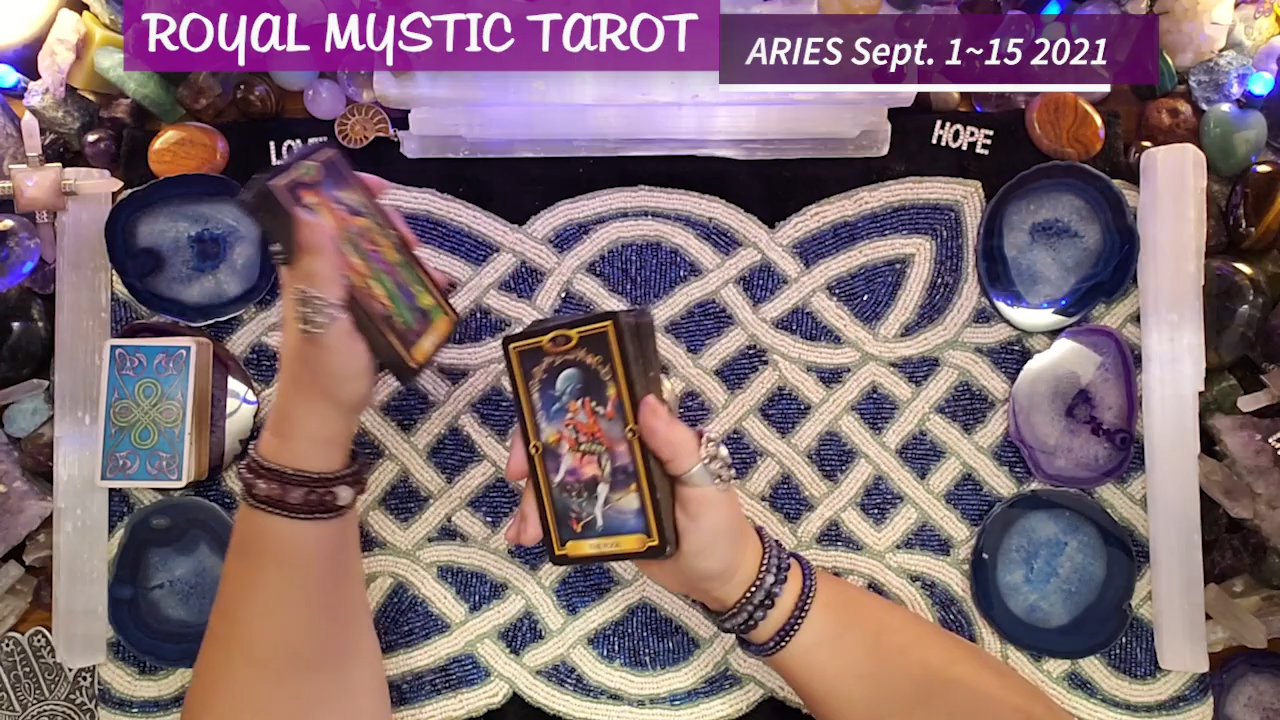 ROYAL MYSTIC TAROT
ARIES Sept. 1~15 2021
HOPE
THE FOOL